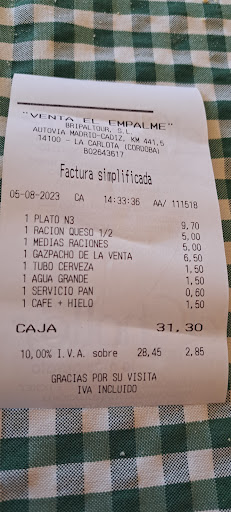 "VENTA EL EMPALME"
BRIPALTOUR, S.L.
AUTOVIA MADRID-CADIZ, KM 441,5
14100 - LA CARLOTA (CORDOBA)
B02643617
Factura simplificada
05-08-2023 CA 14:33:36 AA/ 111518
1 PLATO N3 9,70
1 RACION QUESO 1/2 5,00
1 MEDIAS RACIONES 5,00
1 GAZPACHO DE LA VENTA 6,50
1 TUBO CERVEZA 1,50
1 AGUA GRANDE 1,50
1 SERVICIO PAN 0,60
1 CAFE + HIELO 1,50
CAJA 31,30
10,00% I.V.A. sobre 28,45 2,85
GRACIAS POR SU VISITA
IVA INCLUIDO